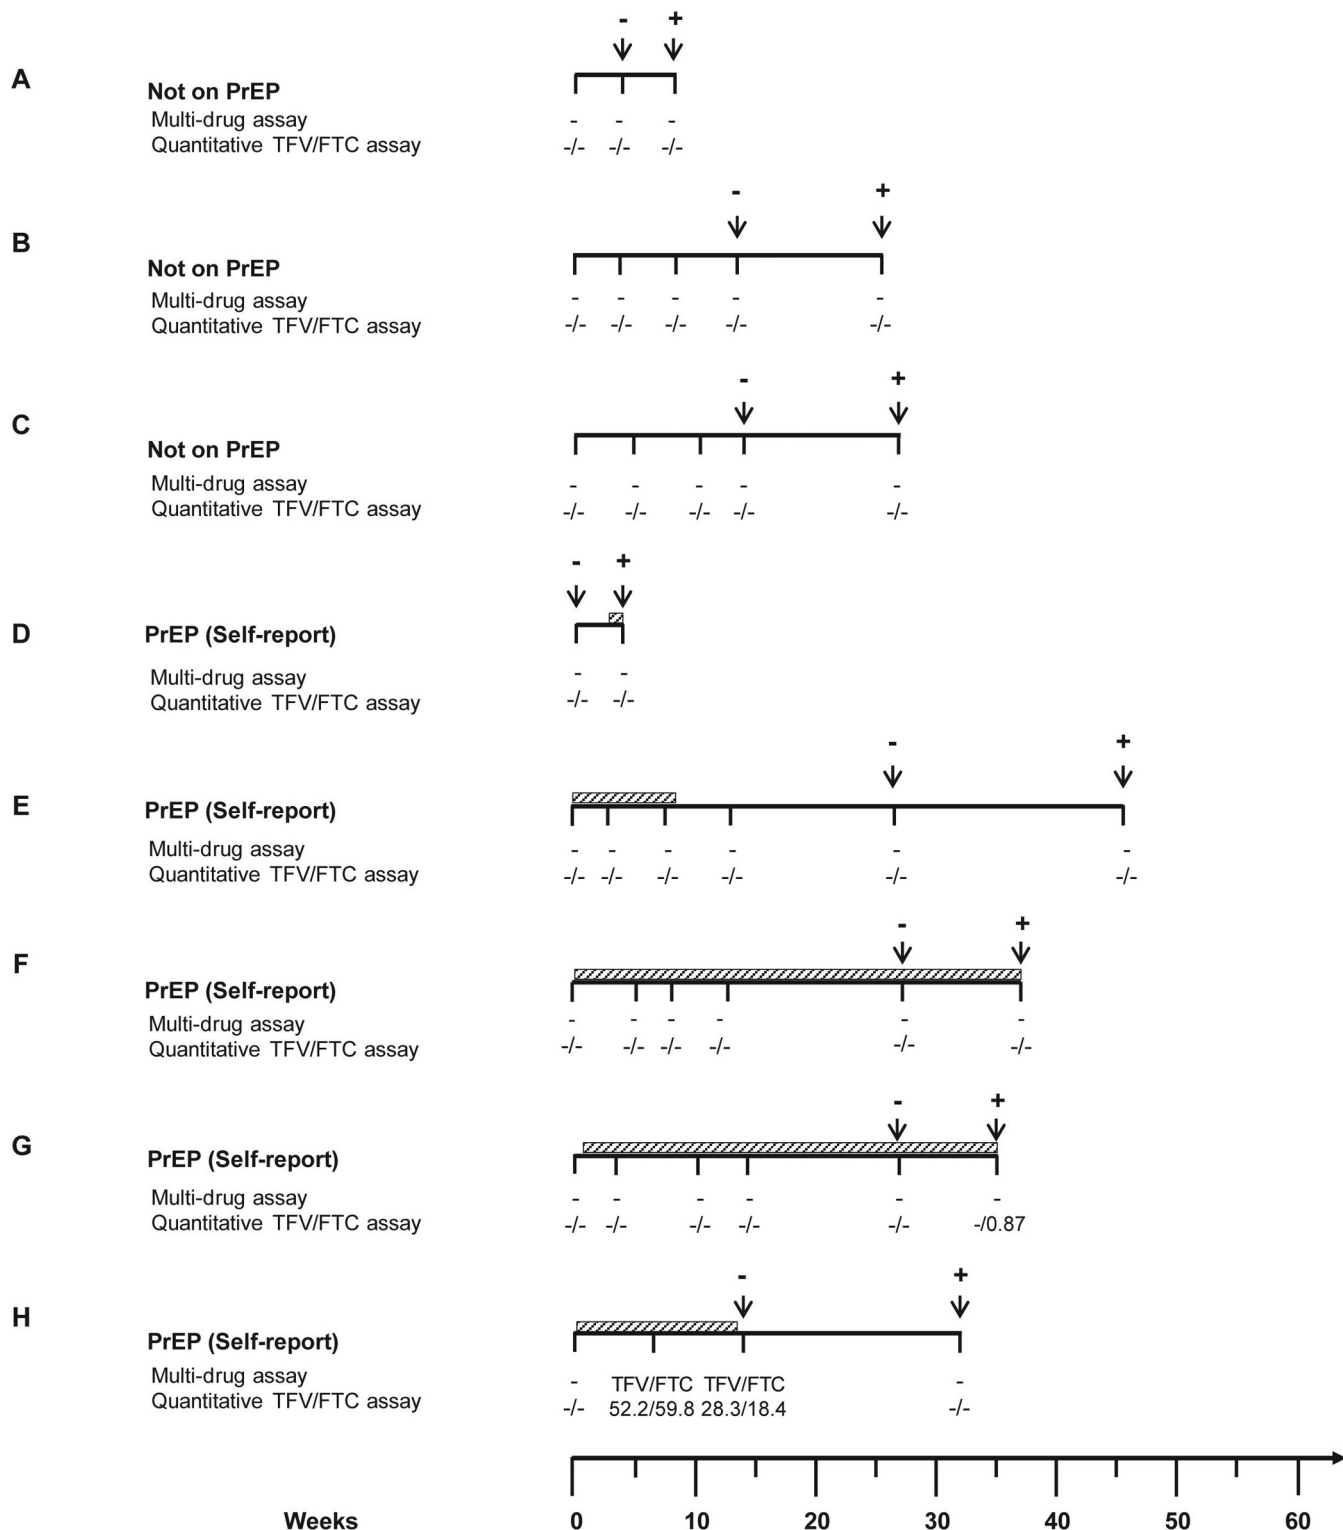 - +
A
Not on PrEP
Multi-drug assay - - -
Quantitative TFV/FTC assay -/- -/- -/-
- +
B
Not on PrEP
Multi-drug assay - - - - -
Quantitative TFV/FTC assay -/- -/- -/- -/- -/-
- +
C
Not on PrEP
Multi-drug assay - - - - -
Quantitative TFV/FTC assay -/- -/- -/- -/- -/-
- +
D
PrEP (Self-report)
Multi-drug assay - -
Quantitative TFV/FTC assay -/- -/-
- +
E
PrEP (Self-report)
Multi-drug assay - - - - - -
Quantitative TFV/FTC assay -/- -/- -/- -/- -/- -/-
- +
F
PrEP (Self-report)
Multi-drug assay - - - - - -
Quantitative TFV/FTC assay -/- -/- -/- -/- -/- -/-
- +
G
PrEP (Self-report)
Multi-drug assay - - - - - -
Quantitative TFV/FTC assay -/- -/- -/- -/- -/- -/0.87
- +
H
PrEP (Self-report)
Multi-drug assay - TFV/FTC TFV/FTC -
Quantitative TFV/FTC assay -/- 52.2/59.8 28.3/18.4 -/-
Weeks 0 10 20 30 40 50 60